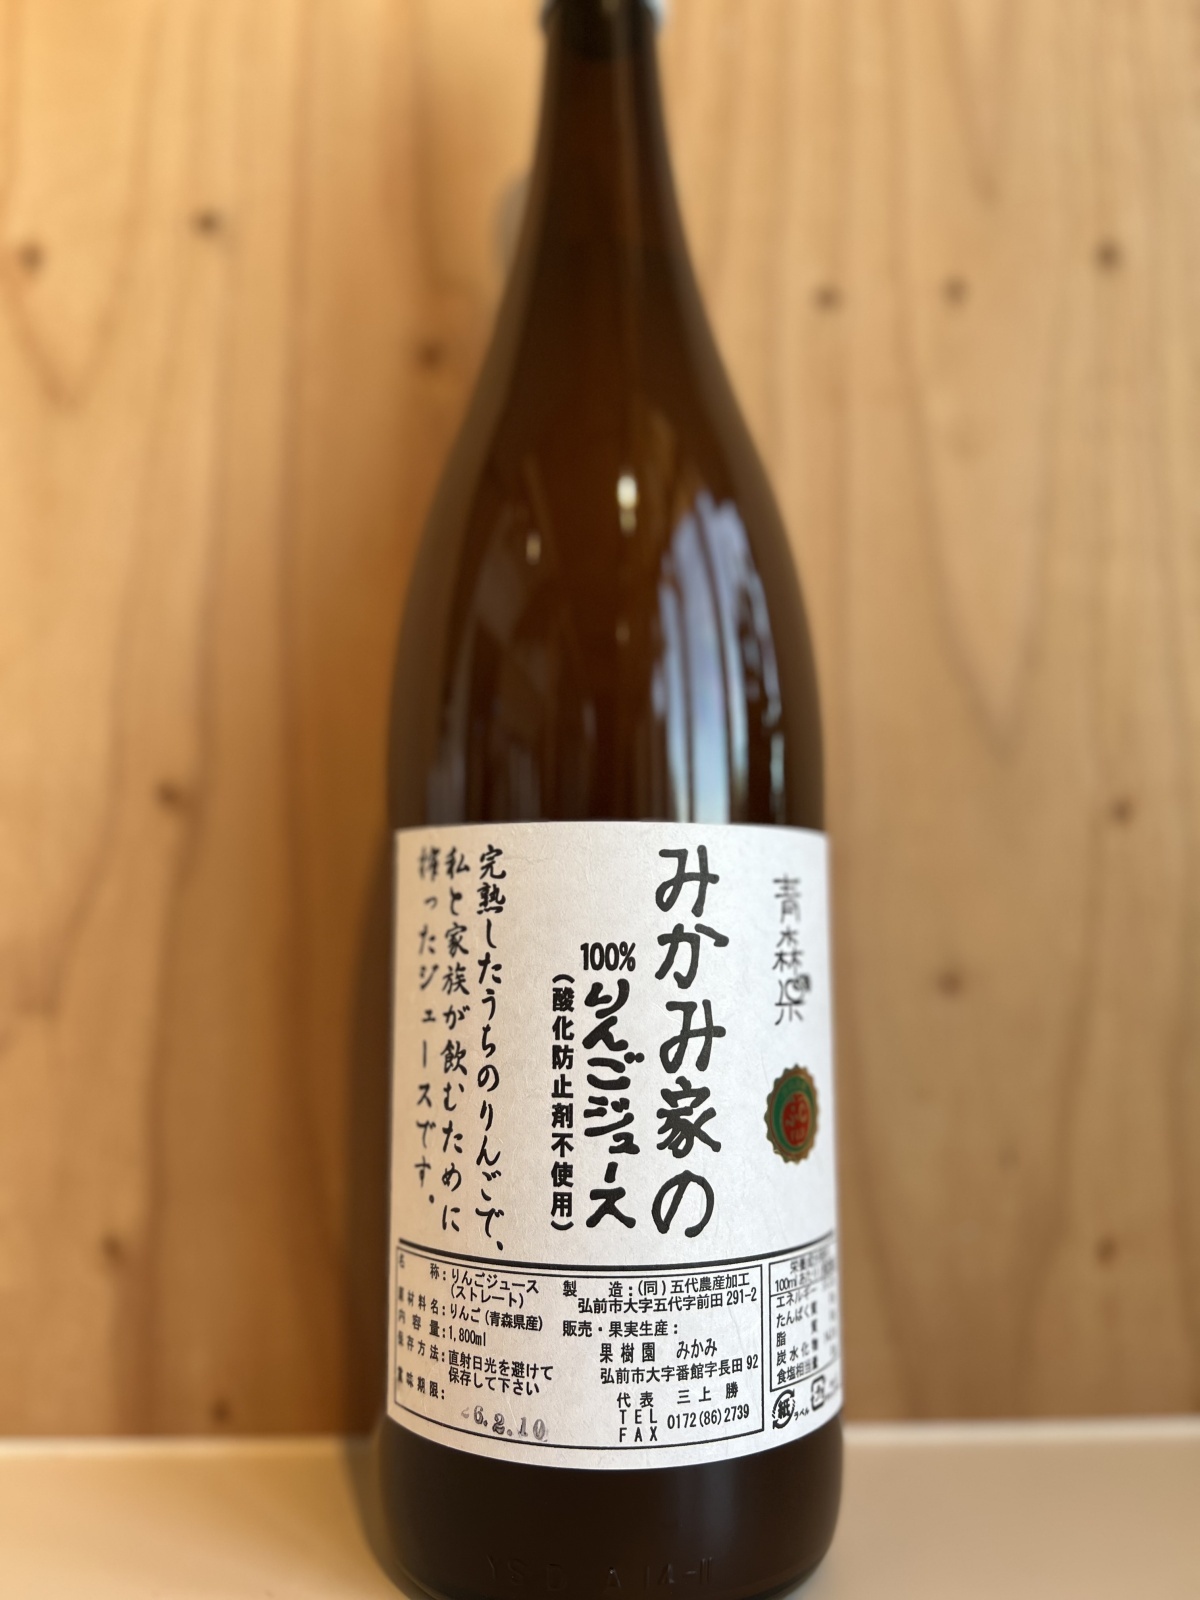 青森県
みかみ家の
100%りんごジュース
(酸化防止剤不使用)
完熟したうちのりんごで、
私と家族が飲むために
搾ったジュースです。
名称:りんごジュース
(ストレート)
原材料名:りんご(青森県産)
内容量:1,800ml
保存方法:直射日光を避けて
保存して下さい
賞味期限:
26.2.10
製造:(同)五代農産加工
弘前市大字五代字前田291-2
販売・果実生産:
果樹園 みかみ
弘前市大字番館字長田92
代表 三上 勝
TEL
FAX 0172(86)2739
100ml
エネルギー
たんぱく質
脂質
炭水化物
食塩相当量
紙
ラベル